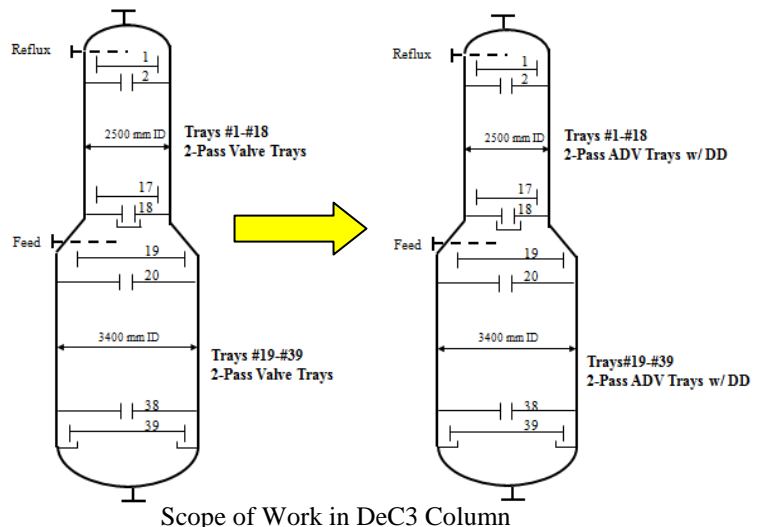 Reflux
1
2
2500 mm ID
Trays #1-#18
2-Pass Valve Trays
17
18
Feed
19
20
3400 mm ID
Trays #19-#39
2-Pass Valve Trays
38
39
Reflux
1
2
2500 mm ID
Trays #1-#18
2-Pass ADV Trays w/ DD
17
18
Feed
19
20
3400 mm ID
Trays#19-#39
2-Pass ADV Trays w/ DD
38
39
Scope of Work in DeC3 Column